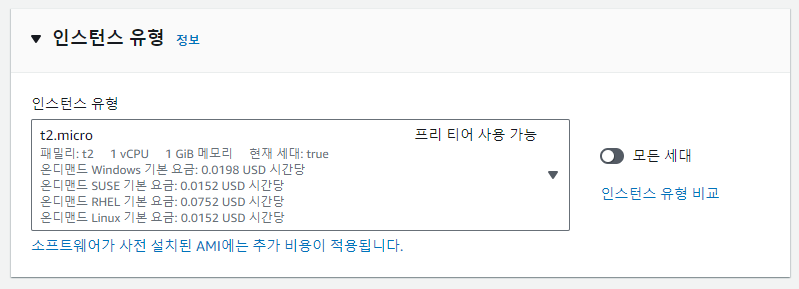 인스턴스 유형 정보
인스턴스 유형
t2.micro 프리 티어 사용 가능
패밀리: t2 1 vCPU 1 GiB 메모리 현재 세대: true
온디맨드 Windows 기본 요금: 0.0198 USD 시간당
온디맨드 SUSE 기본 요금: 0.0152 USD 시간당
온디맨드 RHEL 기본 요금: 0.0752 USD 시간당
온디맨드 Linux 기본 요금: 0.0152 USD 시간당
모든 세대
인스턴스 유형 비교
소프트웨어가 사전 설치된 AMI에는 추가 비용이 적용됩니다.